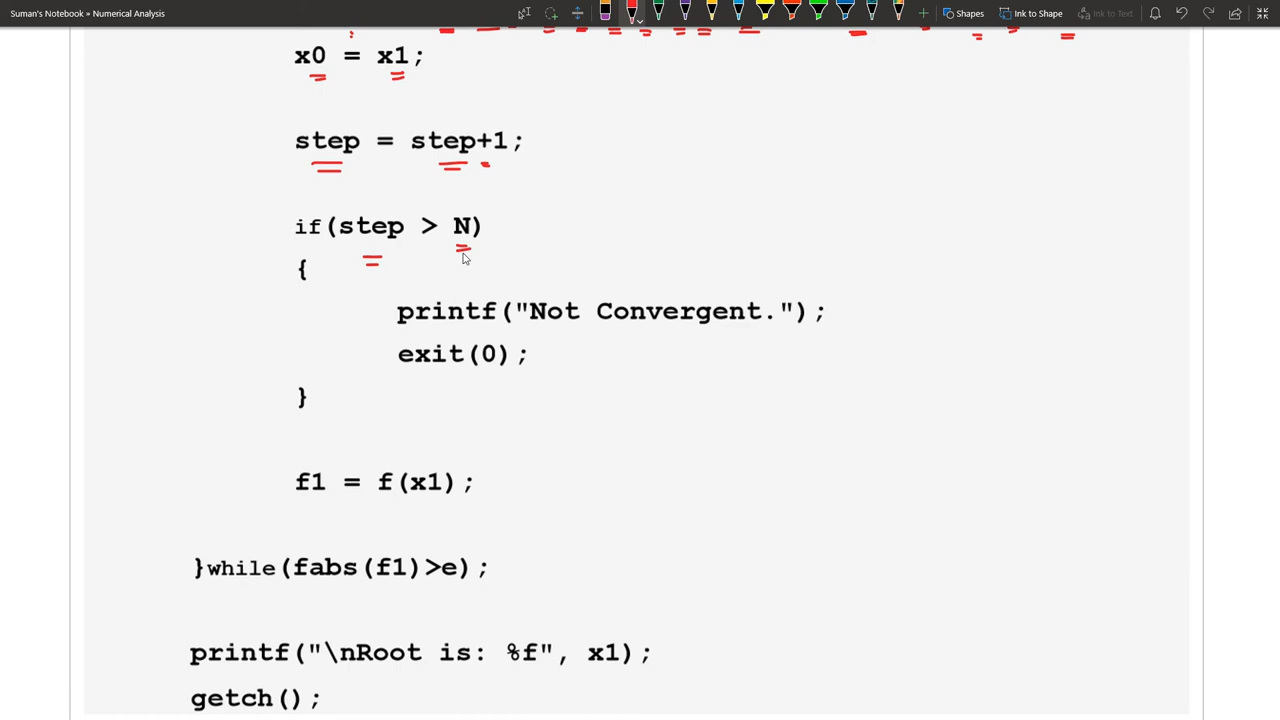 Suman's Notebook » Numerical Analysis
Shapes
Ink to Shape
Ink to Text
x0 = x1;
step = step+1;
if(step > N)
{
printf("Not Convergent.");
exit(0);
}
f1 = f(x1);
}while(fabs(f1)>e);
printf("\nRoot is: %f", x1);
getch();